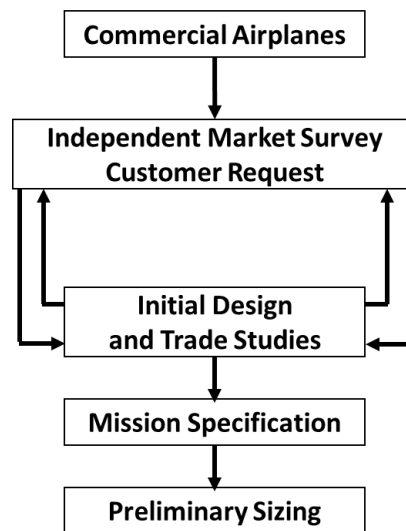 Commercial Airplanes
Independent Market Survey
Customer Request
Initial Design
and Trade Studies
Mission Specification
Preliminary Sizing